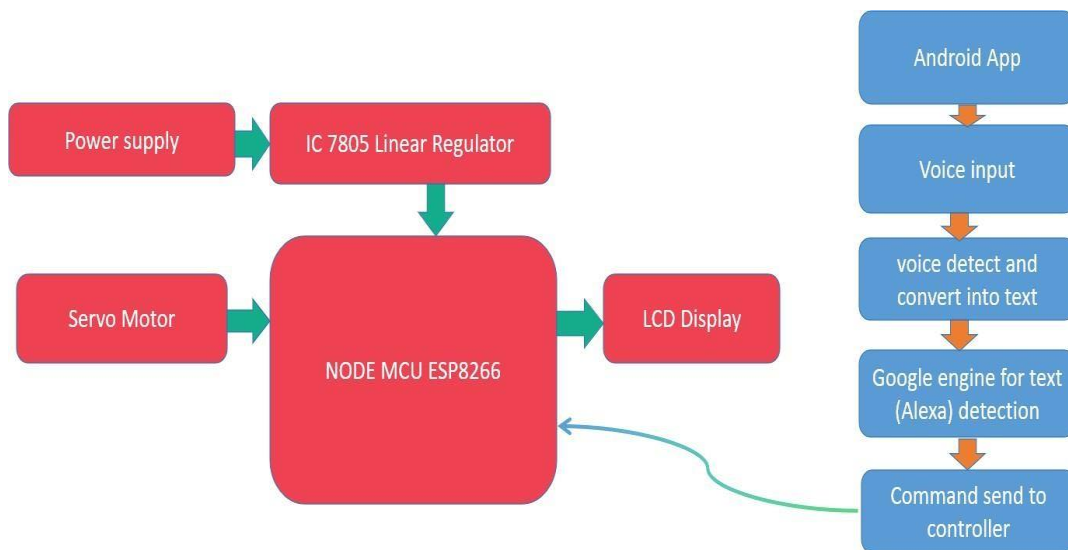 Power supply
IC 7805 Linear Regulator
Servo Motor
NODE MCU ESP8266
LCD Display
Android App
Voice input
voice detect and
convert into text
Google engine for text
(Alexa) detection
Command send to
controller